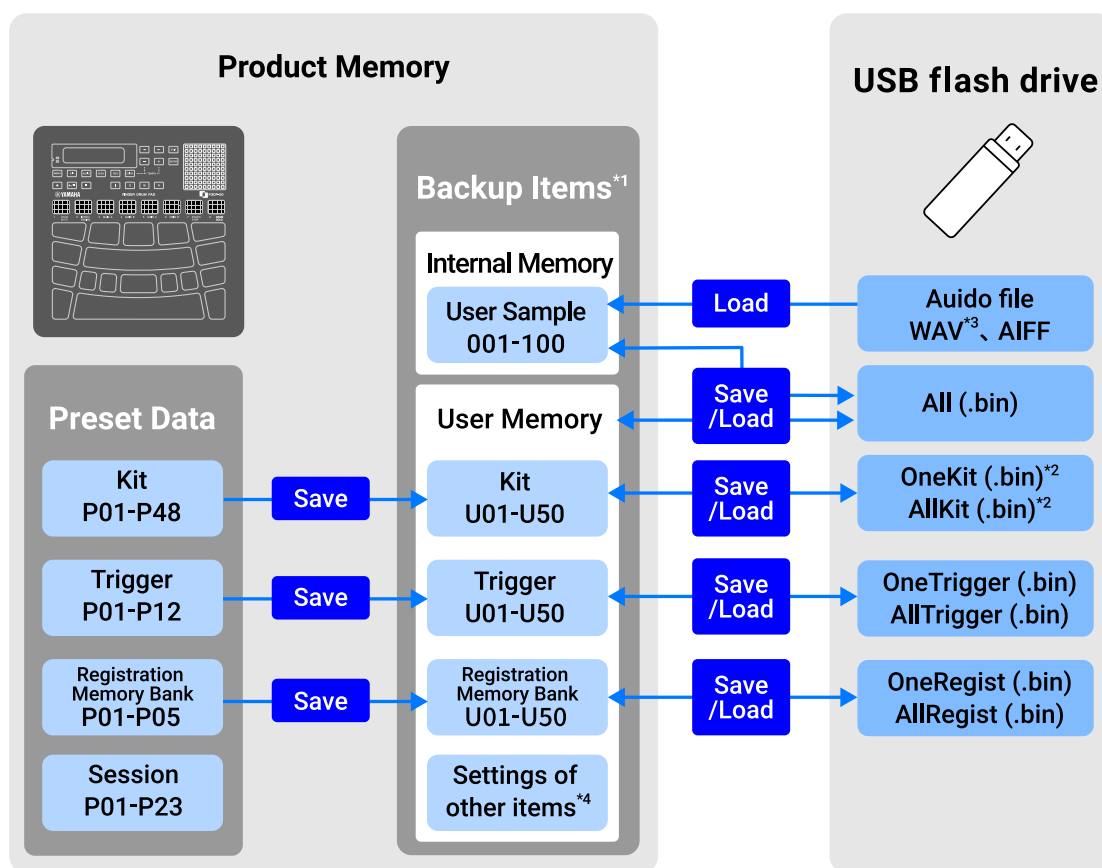 Product Memory
YAMAHA
FINGER DRUM PAD
Preset Data
Kit
P01-P48
Trigger
P01-P12
Registration
Memory Bank
P01-P05
Session
P01-P23
Save
Save
Save
Backup Items*1
Internal Memory
User Sample
001-100
User Memory
Kit
U01-U50
Trigger
U01-U50
Registration
Memory Bank
U01-U50
Settings of
other items*4
Load
Save
/Load
Save
/Load
Save
/Load
Save
/Load
USB flash drive
Auido file
WAV*3、AIFF
All (.bin)
OneKit (.bin)*2
AllKit (.bin)*2
OneTrigger (.bin)
AllTrigger (.bin)
OneRegist (.bin)
AllRegist (.bin)